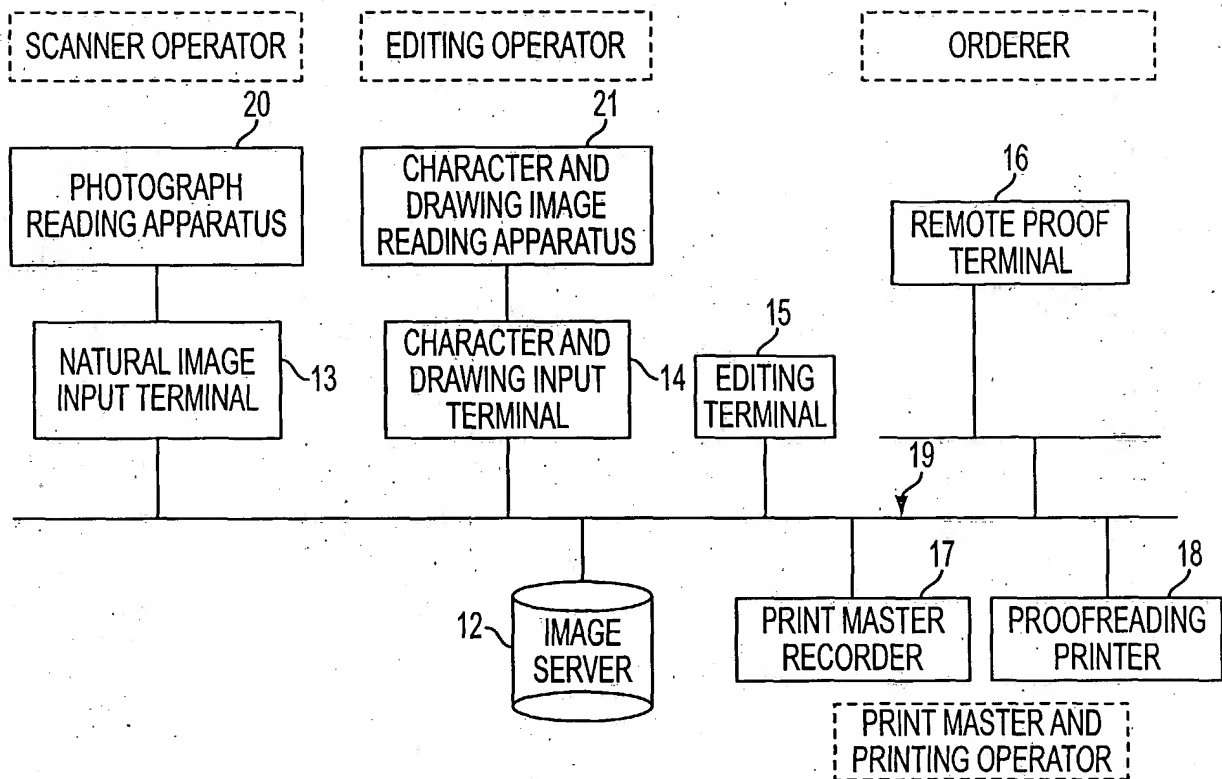 SCANNER OPERATOR
EDITING OPERATOR
ORDERER
20
21
PHOTOGRAPH
READING APPARATUS
CHARACTER AND
DRAWING IMAGE
READING APPARATUS
16
REMOTE PROOF
TERMINAL
NATURAL IMAGE
INPUT TERMINAL
13
CHARACTER AND
DRAWING INPUT
TERMINAL
14
15
EDITING
TERMINAL
19
12
IMAGE
SERVER
17
PRINT MASTER
RECORDER
18
PROOFREADING
PRINTER
PRINT MASTER AND
PRINTING OPERATOR